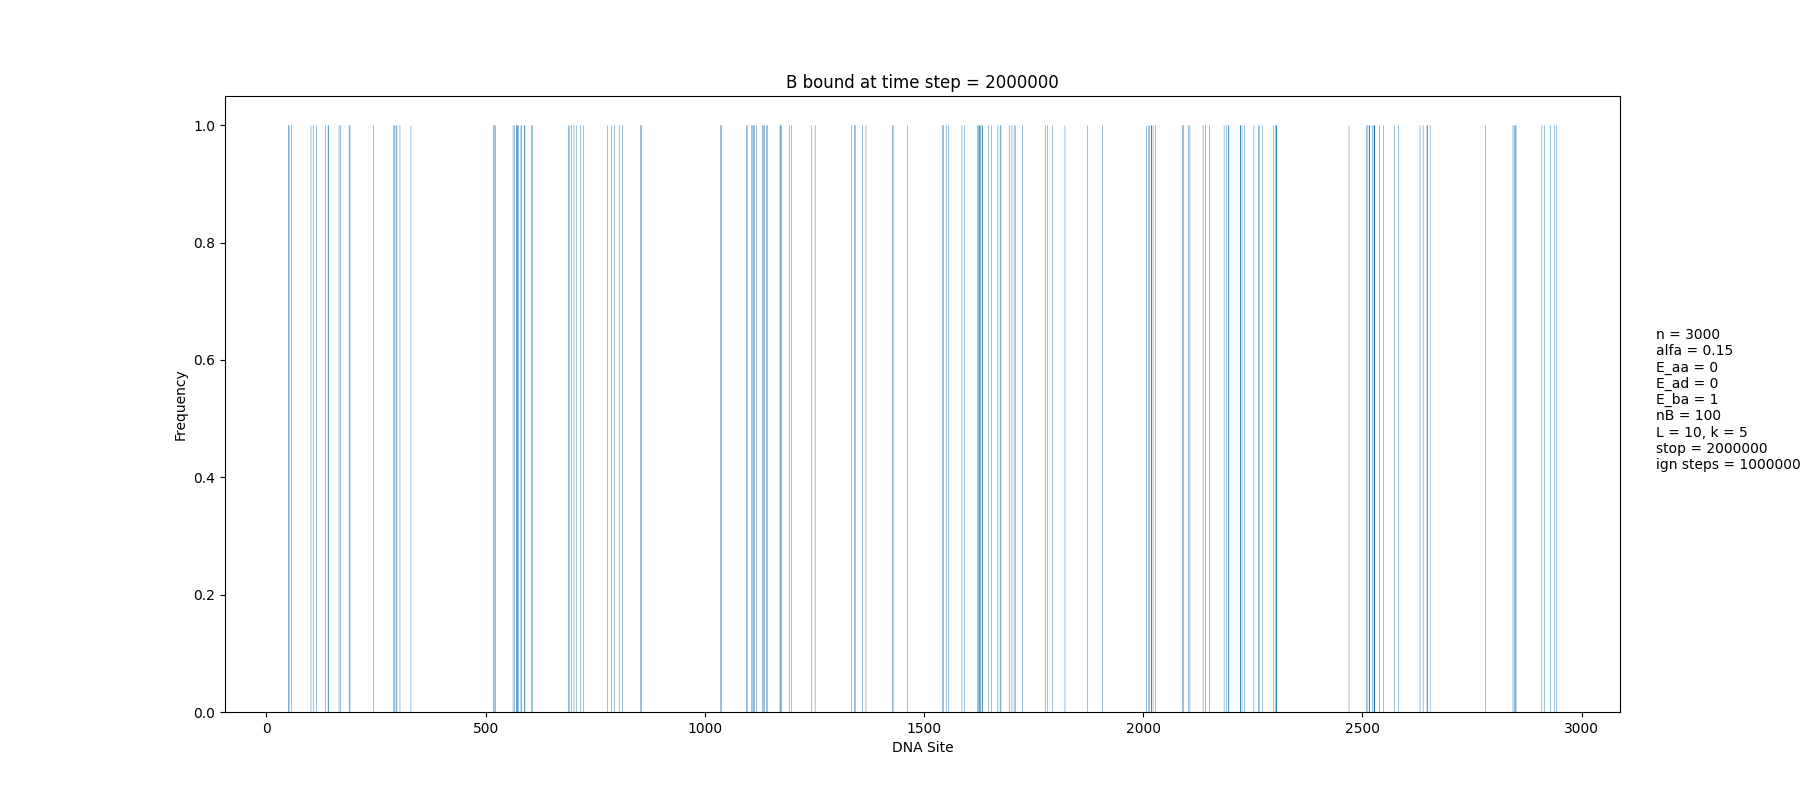 B bound at time step = 2000000
1.0
0.8
0.6
0.4
0.2
0.0
Frequency
0 500 1000 1500 2000 2500 3000
DNA Site
n = 3000
alfa = 0.15
E_aa = 0
E_ad = 0
E_ba = 1
nB = 100
L = 10, k = 5
stop = 2000000
ign steps = 1000000